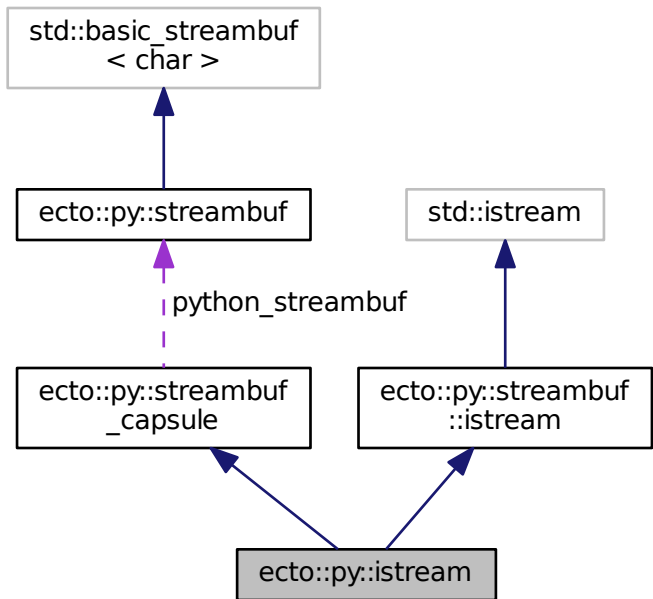 std::basic_streambuf
< char >
ecto::py::streambuf
std::istream
python_streambuf
ecto::py::streambuf
_capsule
ecto::py::streambuf
::istream
ecto::py::istream